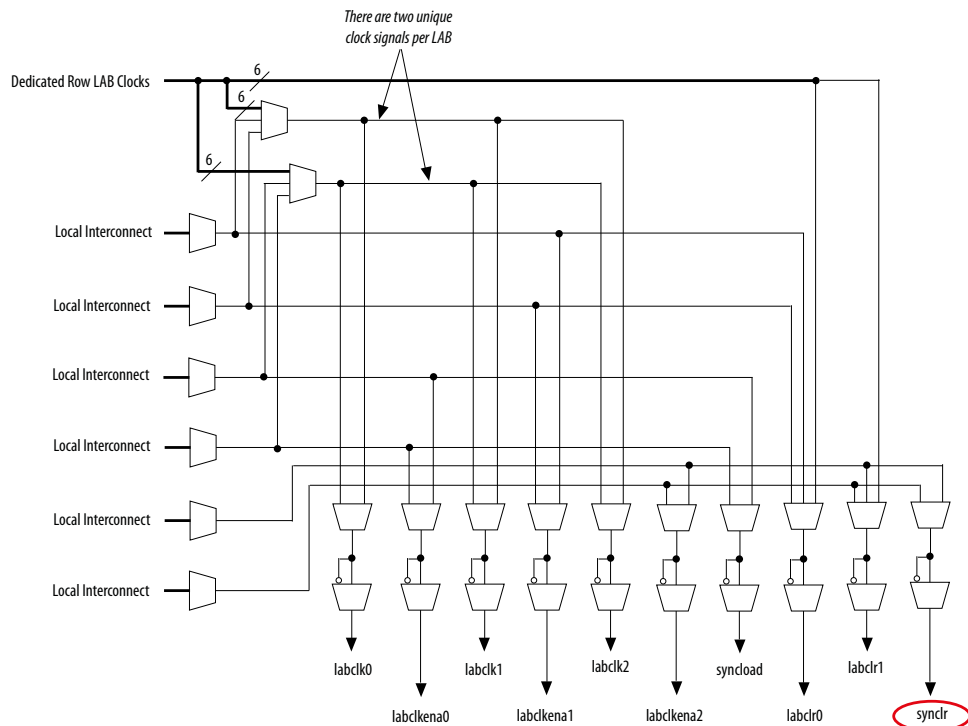 There are two unique
clock signals per LAB
Dedicated Row LAB Clocks
6
6
6
Local Interconnect
Local Interconnect
Local Interconnect
Local Interconnect
Local Interconnect
Local Interconnect
labclk0
labclk1
labclk2
syncload
labclr1
labclkena0
labclkena1
labclkena2
labclr0
synclr